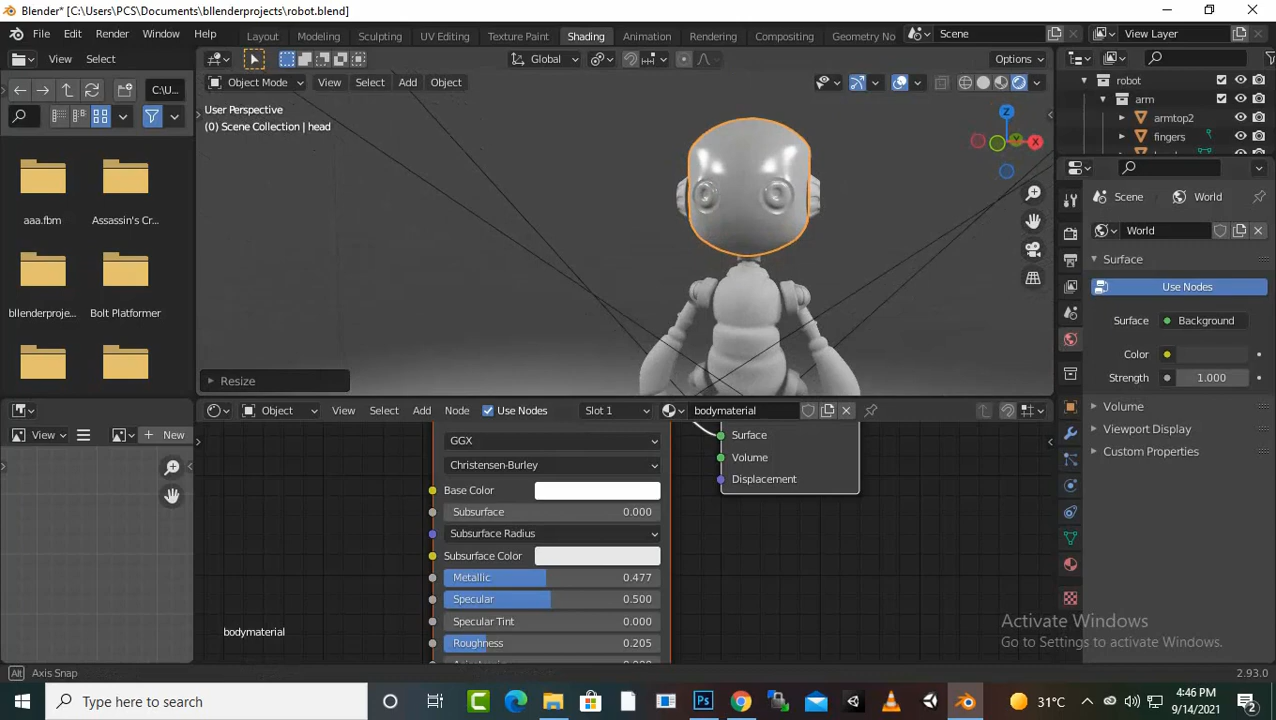 Blender* [C:\Users\PCS\Documents\bllenderprojects\robot.blend]
File Edit Render Window Help Layout Modeling Sculpting UV Editing Texture Paint Shading Animation Rendering Compositing Geometry No Scene View Layer
View Select Global Options
C:\U... Object Mode View Select Add Object robot
User Perspective
(0) Scene Collection | head
arm
armtop2
fingers
Z
X
Y
aaa.fbm Assassin's Cr...
Scene World
World
Surface
Use Nodes
bllenderproje... Bolt Platformer
Surface Background
Color
Strength 1.000
Resize
Volume
Viewport Display
Custom Properties
Object View Select Add Node Use Nodes Slot 1 bodymaterial
View New
GGX
Christensen-Burley
Base Color
Subsurface 0.000
Subsurface Radius
Subsurface Color
Metallic 0.477
Specular 0.500
Specular Tint 0.000
Roughness 0.205
Surface
Volume
Displacement
bodymaterial
Activate Windows
Go to Settings to activate Windows.
Alt Axis Snap 2.93.0
Type here to search
31°C
4:46 PM
9/14/2021
2